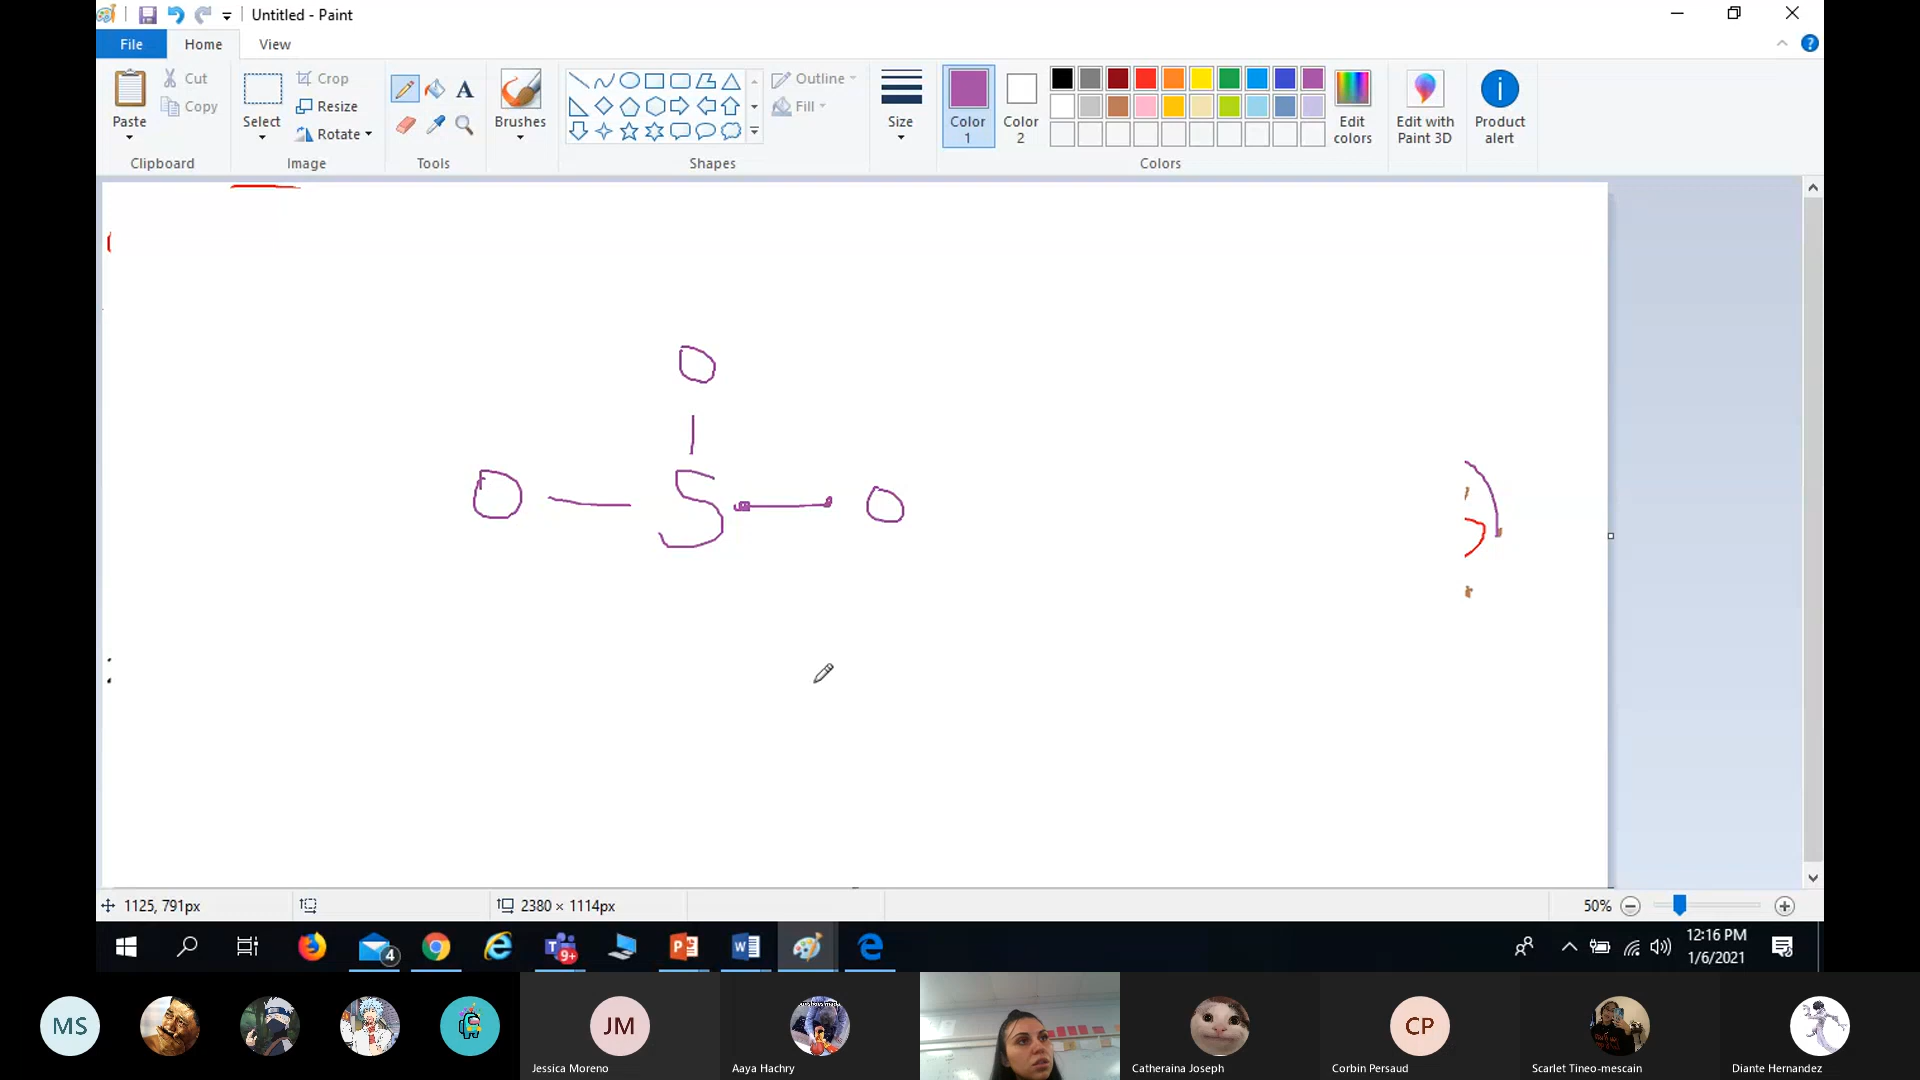 Untitled - Paint
File Home View
Paste Cut Copy Clipboard
Select Crop Resize Rotate Image
A Tools
Brushes
Shapes Outline Fill
Size
Color 1 Color 2 Edit colors Colors
Edit with Paint 3D
Product alert
O
O S O
1125, 791px 2380 × 1114px 50%
4 9+ 12:16 PM
1/6/2021
MS JM CP
Jessica Moreno Aaya Hachry Catheraina Joseph Corbin Persaud Scarlet Tineo-mescain Diante Hernandez